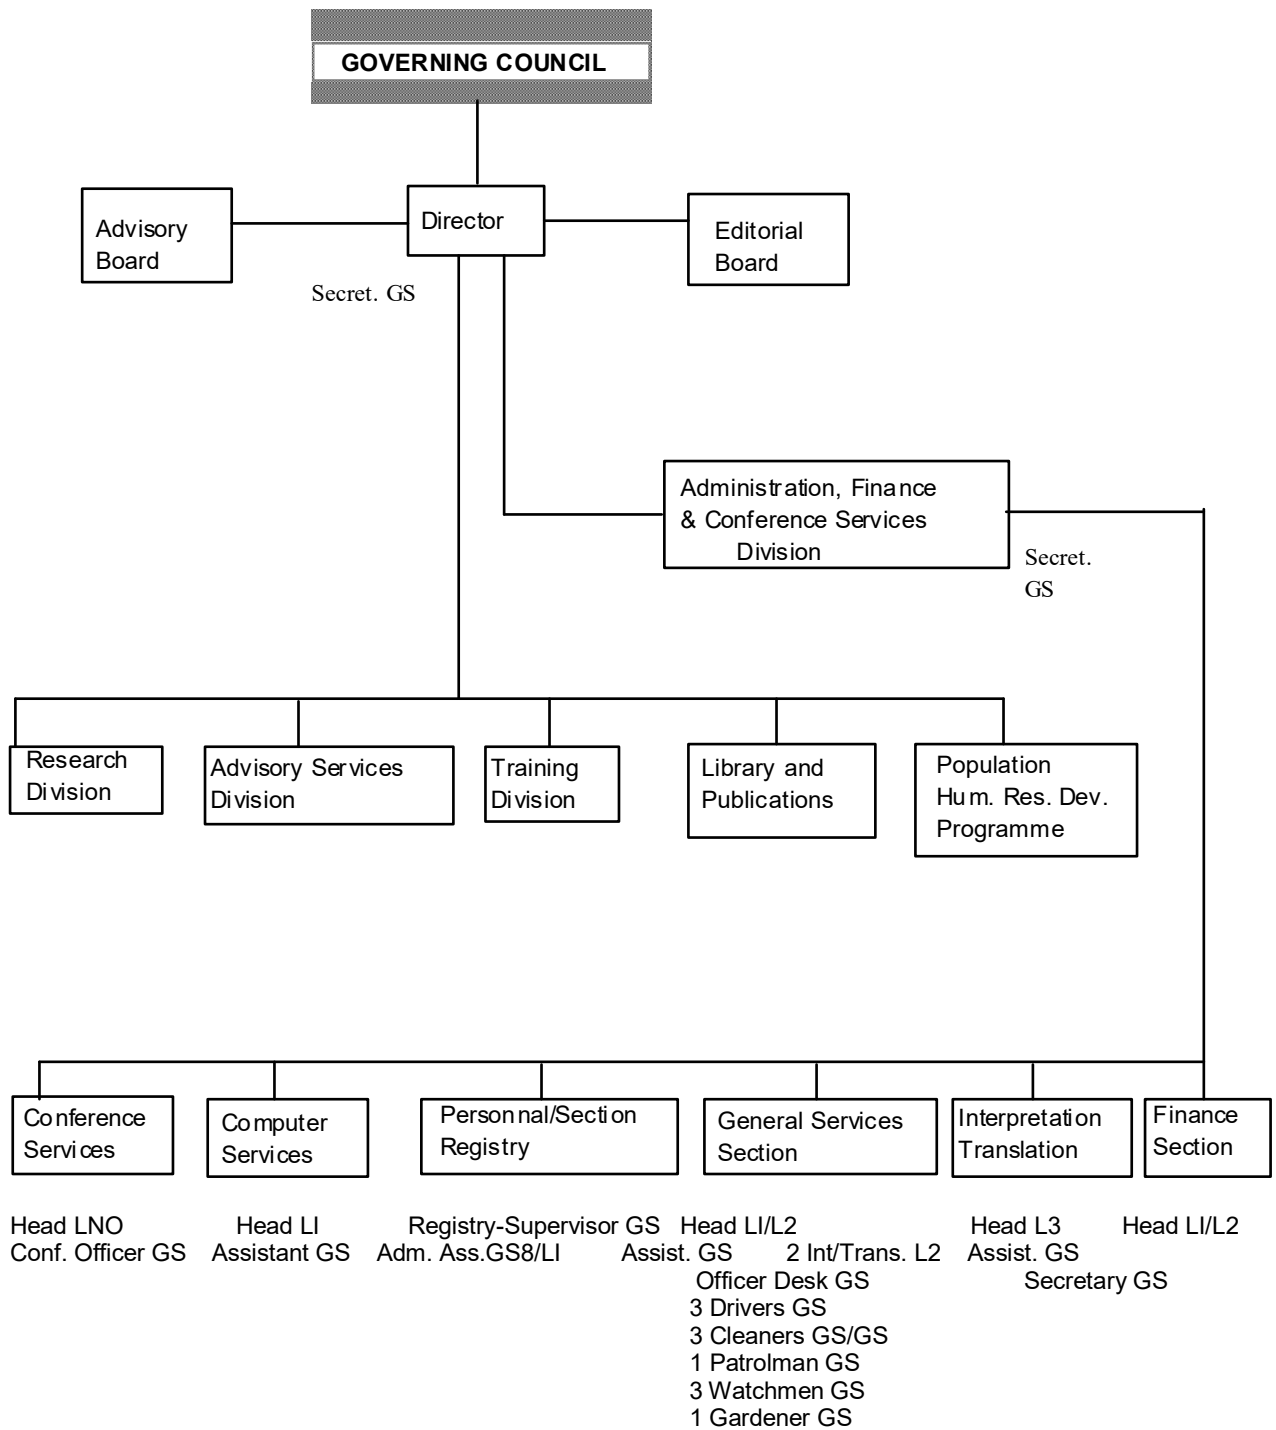 GOVERNING COUNCIL
Advisory
Board
Director
Editorial
Board
Secret. GS
Administration, Finance
& Conference Services
Division
Secret.
GS
Research
Division
Advisory Services
Division
Training
Division
Library and
Publications
Population
Hum. Res. Dev.
Programme
Conference
Services
Computer
Services
Personnal/Section
Registry
General Services
Section
Interpretation
Translation
Finance
Section
Head LNO Head LI Registry-Supervisor GS Head LI/L2 Head L3 Head LI/L2
Conf. Officer GS Assistant GS Adm. Ass.GS8/LI Assist. GS 2 Int/Trans. L2 Assist. GS
Officer Desk GS Secretary GS
3 Drivers GS
3 Cleaners GS/GS
1 Patrolman GS
3 Watchmen GS
1 Gardener GS